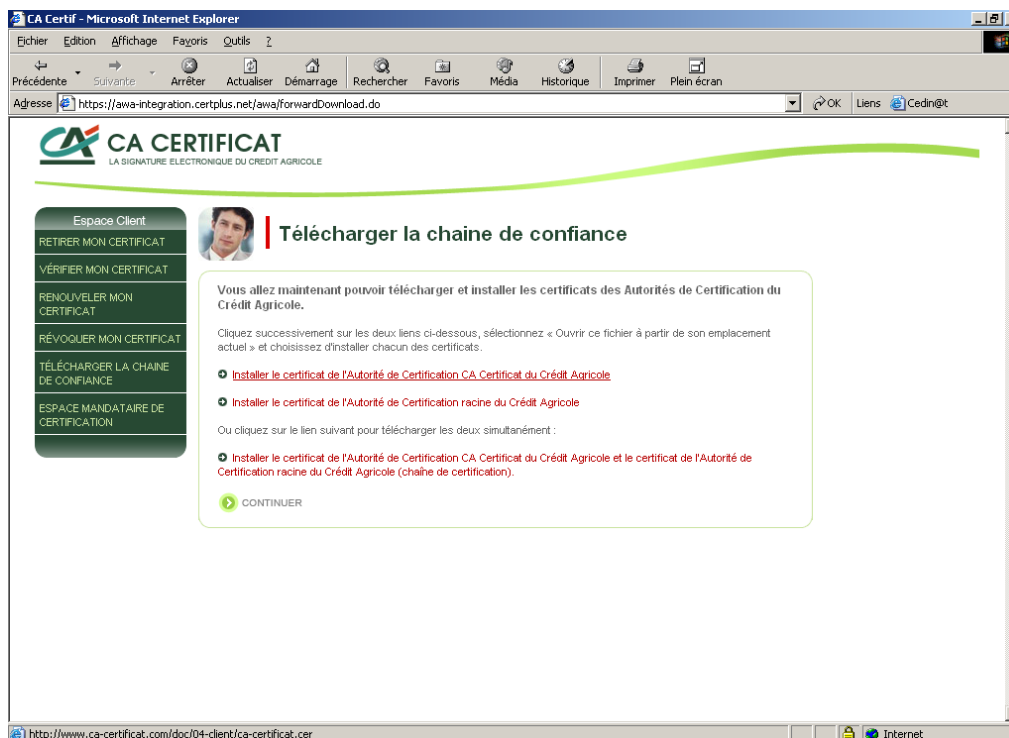 CA Certif - Microsoft Internet Explorer
Eichier Edition Affichage Favoris Outils ?
Précédente Suivante Arrêter Actualiser Démarrage Rechercher Favoris Média Historique Imprimer Plein écran
Adresse https://awa-integration.certplus.net/awa/forwardDownload.do OK Liens Cedin@t
CA CERTIFICAT
LA SIGNATURE ELECTRONIQUE DU CREDIT AGRICOLE
Espace Client
RETIRER MON CERTIFICAT
VÉRIFIER MON CERTIFICAT
RENOUVELER MON
CERTIFICAT
RÉVOQUER MON CERTIFICAT
TÉLÉCHARGER LA CHAINE
DE CONFIANCE
ESPACE MANDATAIRE DE
CERTIFICATION
Télécharger la chaine de confiance
Vous allez maintenant pouvoir télécharger et installer les certificats des Autorités de Certification du
Crédit Agricole.
Cliquez successivement sur les deux liens ci-dessous, sélectionnez « Ouvrir ce fichier à partir de son emplacement
actuel » et choisissez d'installer chacun des certificats.
Installer le certificat de l'Autorité de Certification CA Certificat du Crédit Agricole
Installer le certificat de l'Autorité de Certification racine du Crédit Agricole
Ou cliquez sur le lien suivant pour télécharger les deux simultanément :
Installer le certificat de l'Autorité de Certification CA Certificat du Crédit Agricole et le certificat de l'Autorité de
Certification racine du Crédit Agricole (chaîne de certification).
CONTINUER
http://www.ca-certificat.com/doc/04-client/ca-certificat.cer Internet